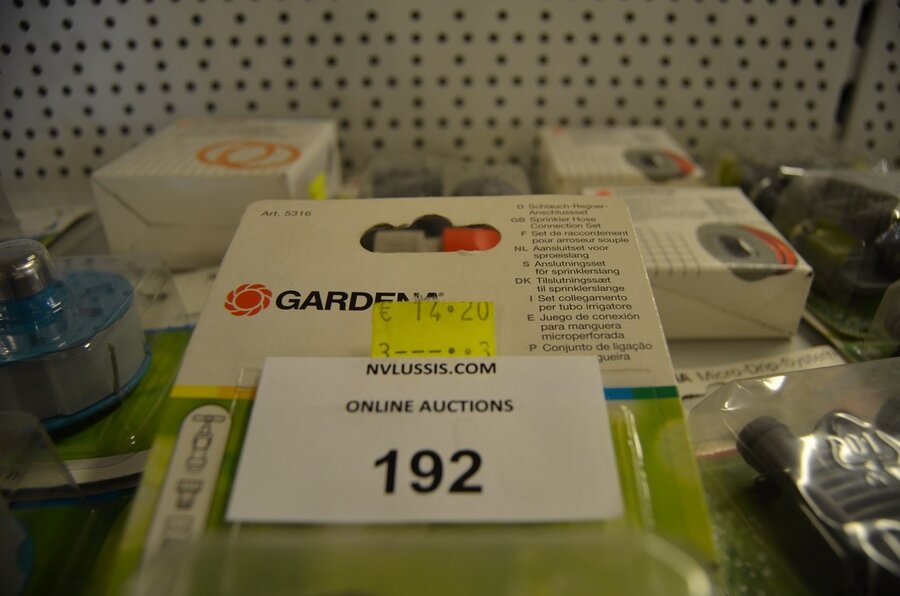 Art. 5316
GARDENA
€ 14.20
D Schlauch-Regner-
Anschlussset
GB Sprinkler Hose
Connection Set
F Set de raccordement
pour arroseur souple
NL Aansluitset voor
sproeislang
S Anslutningsset
för sprinklerslang
DK Tilslutningssæt
til sprinklerslange
I Set collegamento
per tubo irrigatore
E Juego de conexión
para manguera
microperforada
P Conjunto de ligação
NVLUSSIS.COM
ONLINE AUCTIONS
192
Micro-Drip-System